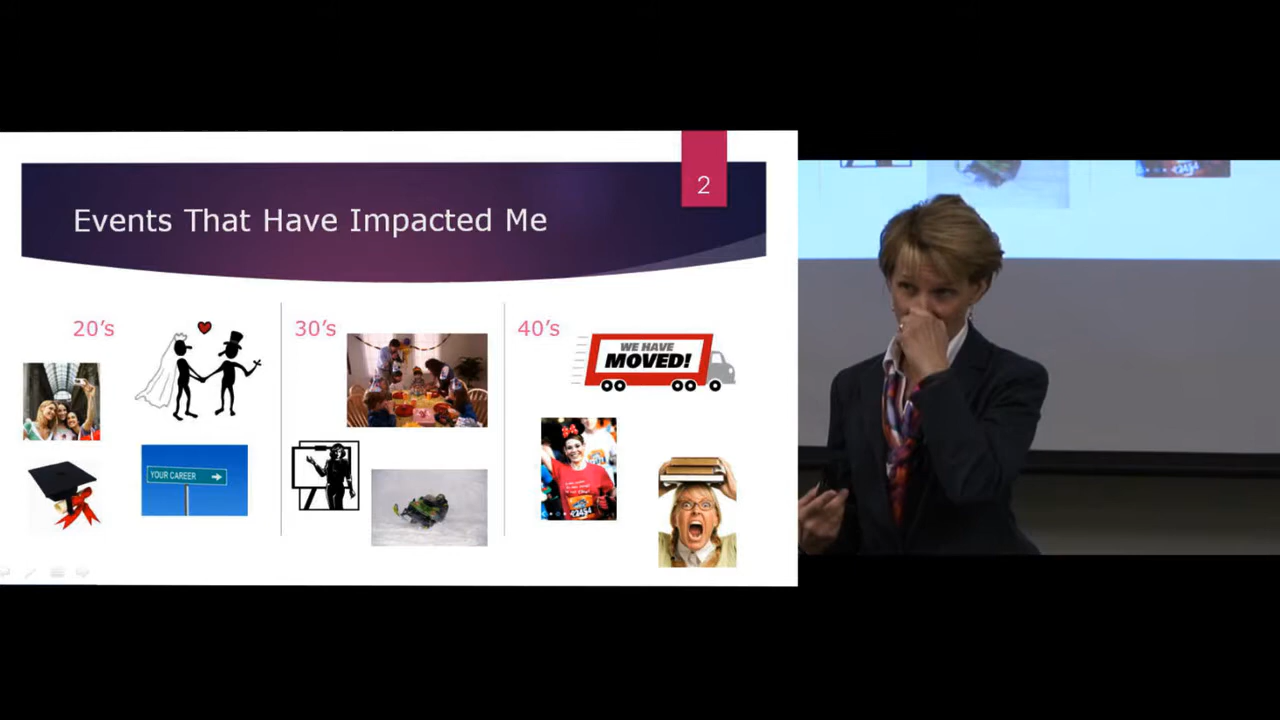 2
Events That Have Impacted Me
20's
30's
40's
WE HAVE
MOVED!
YOUR CAREER